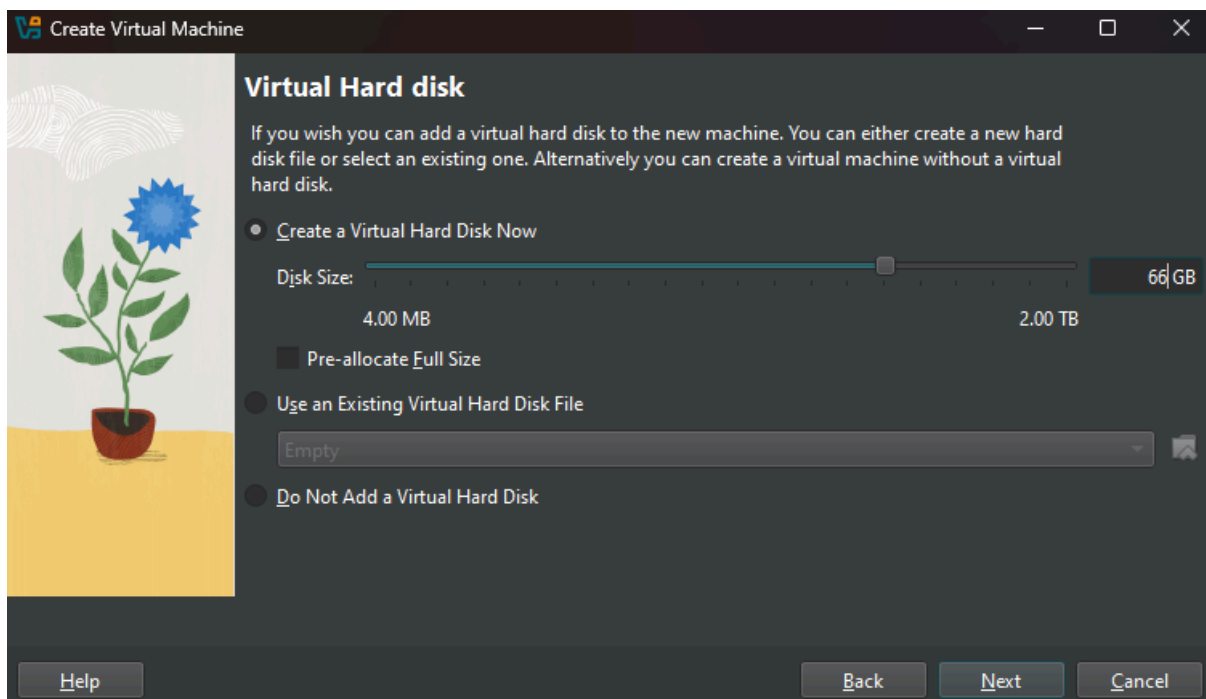 Create Virtual Machine
Virtual Hard disk
If you wish you can add a virtual hard disk to the new machine. You can either create a new hard
disk file or select an existing one. Alternatively you can create a virtual machine without a virtual
hard disk.
Create a Virtual Hard Disk Now
Disk Size:
66 GB
4.00 MB
2.00 TB
Pre-allocate Full Size
Use an Existing Virtual Hard Disk File
Empty
Do Not Add a Virtual Hard Disk
Help
Back
Next
Cancel